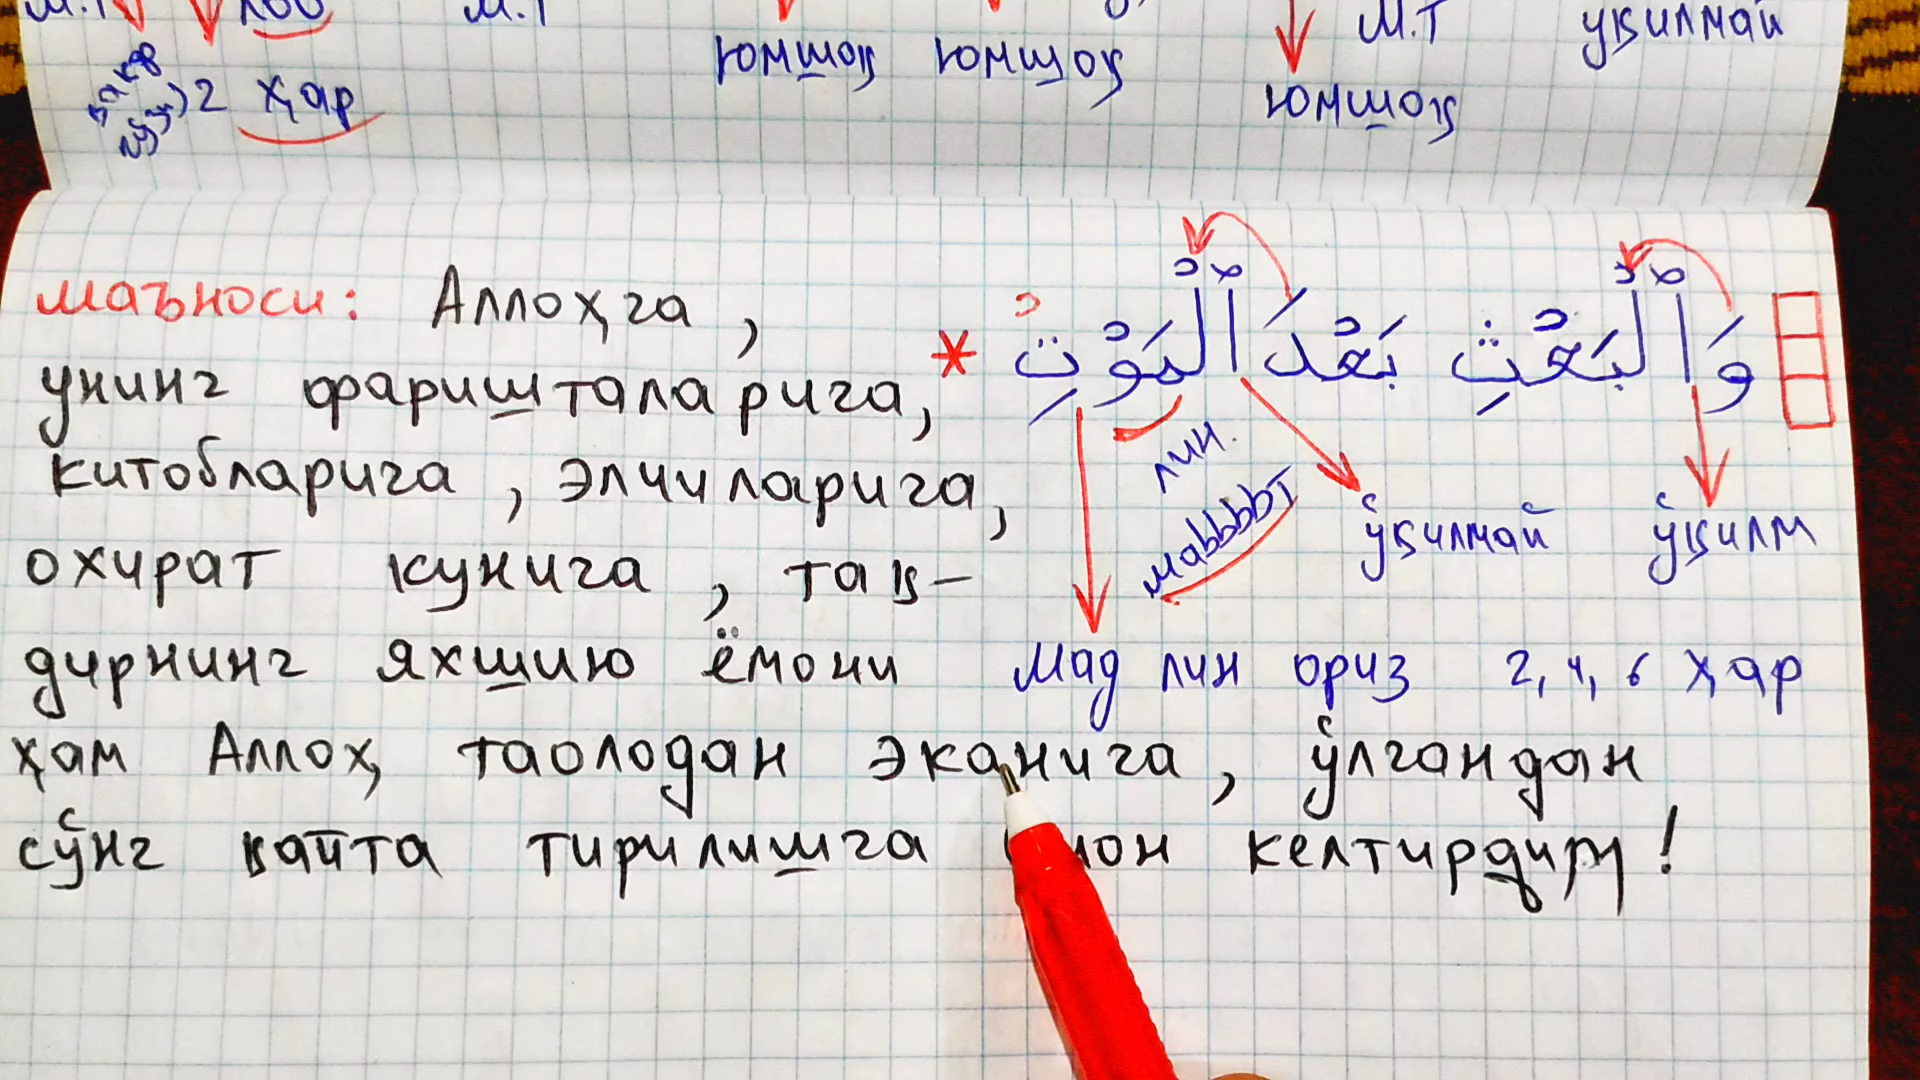 М.Т
М.Т
М.Т
ўқилмай
вақф
2 ҳар
юмшоқ
юмшоқ
юмшоқ
маъноси: Аллоҳга,
унинг фаришталарига,
китобларига, элчиларига,
охират кунига, тақ-
дирнинг яхшию ёмони
ҳам Аллоҳ таолодан эканига, ўлгандан
сўнг қайта тирилишга келтирдим!
* وَالْبَعْثِ بَعْدَ الْمَوْتِ
лин.
маьььььт
ўқилмай
ўқилм
Мад лин ориз 2, 4, 6 ҳар